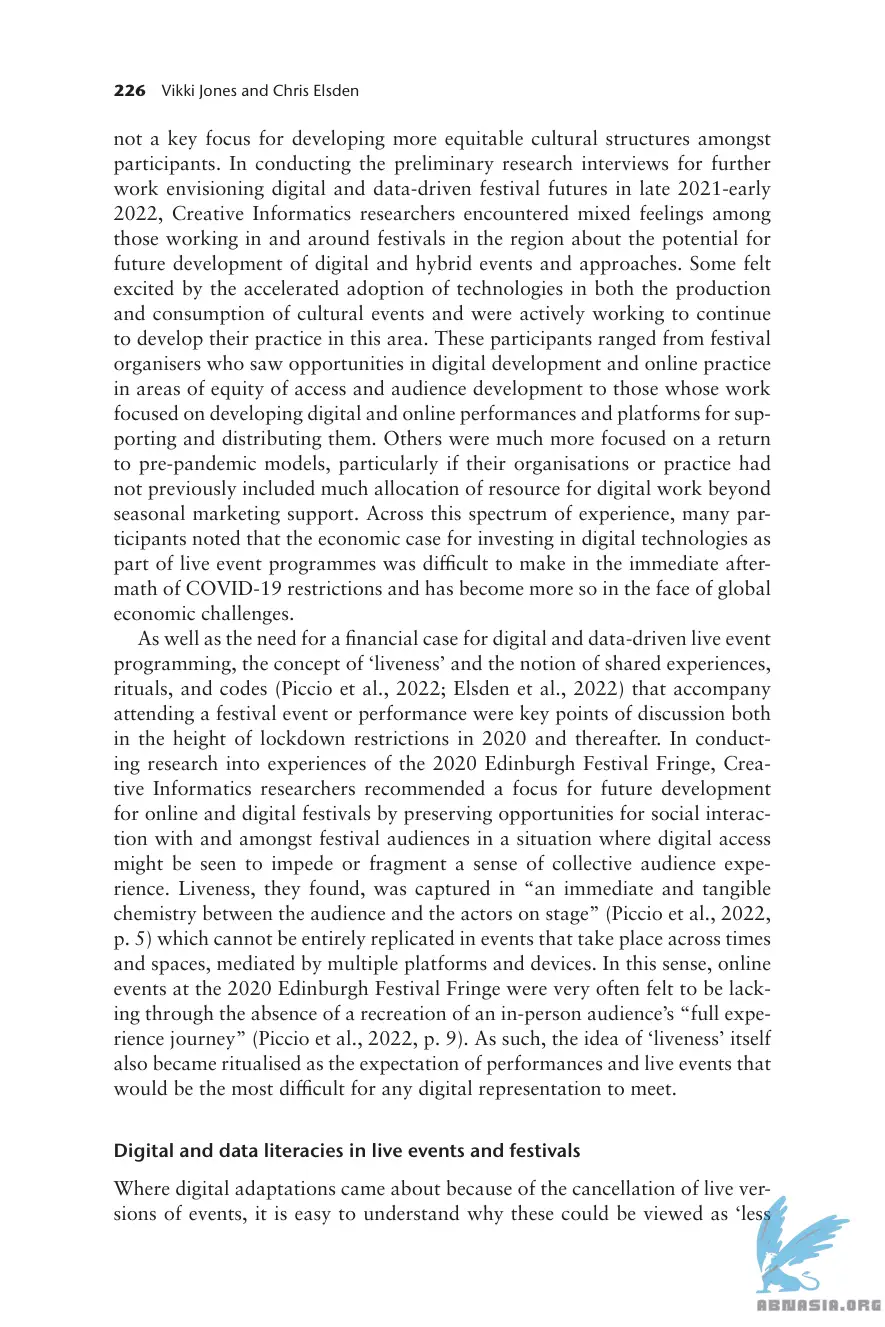 226 Vikki Jones and Chris Elsden
not a key focus for developing more equitable cultural structures amongst
participants. In conducting the preliminary research interviews for further
work envisioning digital and data-driven festival futures in late 2021-early
2022, Creative Informatics researchers encountered mixed feelings among
those working in and around festivals in the region about the potential for
future development of digital and hybrid events and approaches. Some felt
excited by the accelerated adoption of technologies in both the production
and consumption of cultural events and were actively working to continue
to develop their practice in this area. These participants ranged from festival
organisers who saw opportunities in digital development and online practice
in areas of equity of access and audience development to those whose work
focused on developing digital and online performances and platforms for sup-
porting and distributing them. Others were much more focused on a return
to pre-pandemic models, particularly if their organisations or practice had
not previously included much allocation of resource for digital work beyond
seasonal marketing support. Across this spectrum of experience, many par-
ticipants noted that the economic case for investing in digital technologies as
part of live event programmes was difficult to make in the immediate after-
math of COVID-19 restrictions and has become more so in the face of global
economic challenges.
As well as the need for a financial case for digital and data-driven live event
programming, the concept of ‘liveness’ and the notion of shared experiences,
rituals, and codes (Piccio et al., 2022; Elsden et al., 2022) that accompany
attending a festival event or performance were key points of discussion both
in the height of lockdown restrictions in 2020 and thereafter. In conduct-
ing research into experiences of the 2020 Edinburgh Festival Fringe, Crea-
tive Informatics researchers recommended a focus for future development
for online and digital festivals by preserving opportunities for social interac-
tion with and amongst festival audiences in a situation where digital access
might be seen to impede or fragment a sense of collective audience expe-
rience. Liveness, they found, was captured in “an immediate and tangible
chemistry between the audience and the actors on stage” (Piccio et al., 2022,
p. 5) which cannot be entirely replicated in events that take place across times
and spaces, mediated by multiple platforms and devices. In this sense, online
events at the 2020 Edinburgh Festival Fringe were very often felt to be lack-
ing through the absence of a recreation of an in-person audience’s “full expe-
rience journey” (Piccio et al., 2022, p. 9). As such, the idea of ‘liveness’ itself
also became ritualised as the expectation of performances and live events that
would be the most difficult for any digital representation to meet.
Digital and data literacies in live events and festivals
Where digital adaptations came about because of the cancellation of live ver-
sions of events, it is easy to understand why these could be viewed as ‘less
ABNASIA.ORG